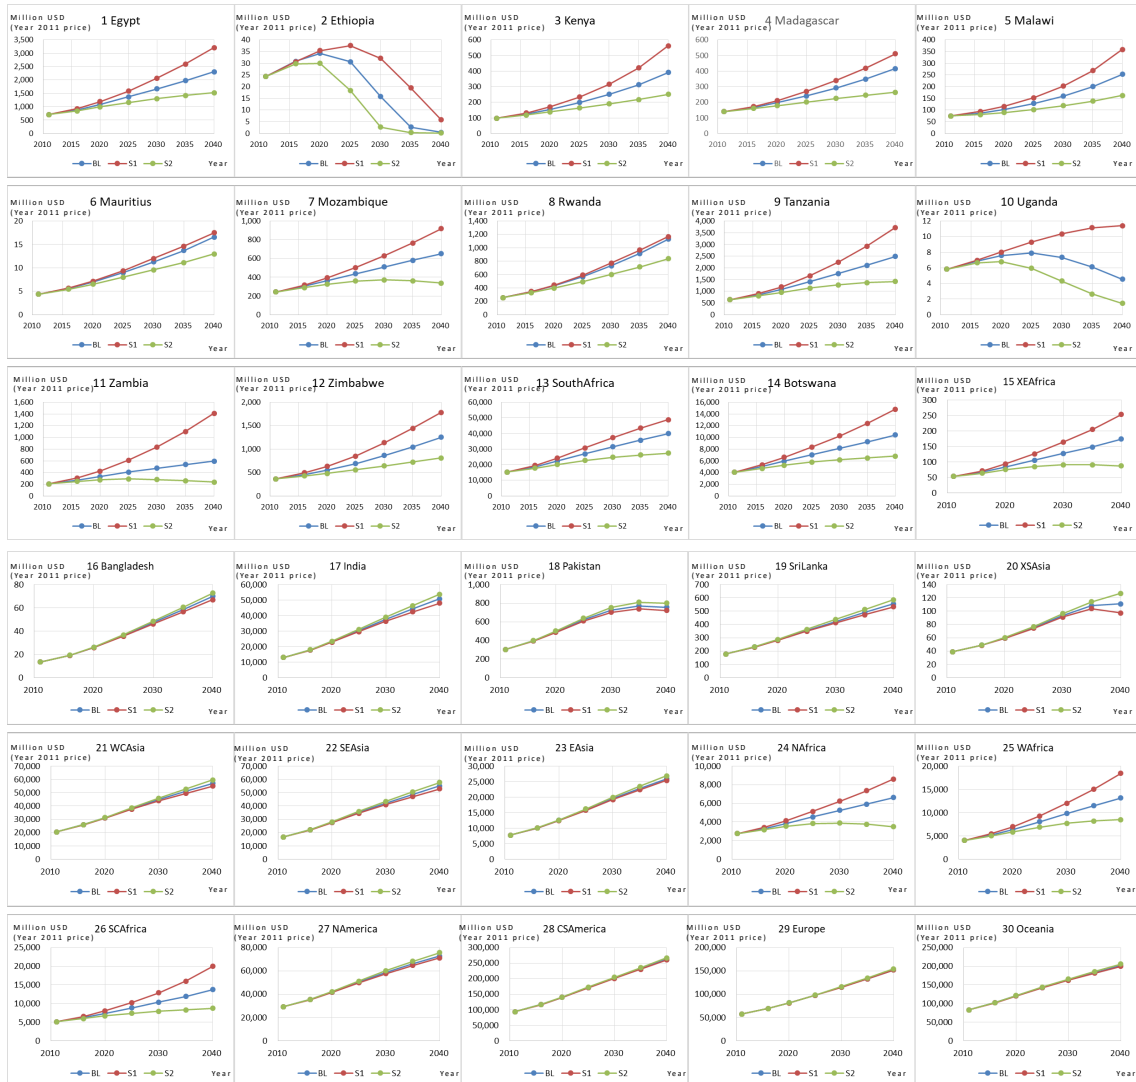 1 Egypt
Million USD
(Year 2011 price)
3,500
3,000
2,500
2,000
1,500
1,000
500
0
2010 2015 2020 2025 2030 2035 2040
Year
BL S1 S2
2 Ethiopia
Million USD
(Year 2011 price)
40
35
30
25
20
15
10
5
0
2010 2015 2020 2025 2030 2035 2040
Year
BL S1 S2
3 Kenya
Million USD
(Year 2011 price)
600
500
400
300
200
100
0
2010 2015 2020 2025 2030 2035 2040
Year
BL S1 S2
4 Madagascar
Million USD
(Year 2011 price)
600
500
400
300
200
100
0
2010 2015 2020 2025 2030 2035 2040
Year
BL S1 S2
5 Malawi
Million USD
(Year 2011 price)
400
350
300
250
200
150
100
50
0
2010 2015 2020 2025 2030 2035 2040
Year
BL S1 S2
6 Mauritius
Million USD
(Year 2011 price)
20
15
10
5
0
2010 2015 2020 2025 2030 2035 2040
Year
BL S1 S2
7 Mozambique
Million USD
(Year 2011 price)
1,000
800
600
400
200
0
2010 2015 2020 2025 2030 2035 2040
Year
BL S1 S2
8 Rwanda
Million USD
(Year 2011 price)
1,400
1,200
1,000
800
600
400
200
0
2010 2015 2020 2025 2030 2035 2040
Year
BL S1 S2
9 Tanzania
Million USD
(Year 2011 price)
4,000
3,500
3,000
2,500
2,000
1,500
1,000
500
0
2010 2015 2020 2025 2030 2035 2040
Year
BL S1 S2
10 Uganda
Million USD
(Year 2011 price)
12
10
8
6
4
2
0
2010 2015 2020 2025 2030 2035 2040
Year
BL S1 S2
11 Zambia
Million USD
(Year 2011 price)
1,600
1,400
1,200
1,000
800
600
400
200
0
2010 2015 2020 2025 2030 2035 2040
Year
BL S1 S2
12 Zimbabwe
Million USD
(Year 2011 price)
2,000
1,500
1,000
500
0
2010 2015 2020 2025 2030 2035 2040
Year
BL S1 S2
13 SouthAfrica
Million USD
(Year 2011 price)
60,000
50,000
40,000
30,000
20,000
10,000
0
2010 2015 2020 2025 2030 2035 2040
Year
BL S1 S2
14 Botswana
Million USD
(Year 2011 price)
16,000
14,000
12,000
10,000
8,000
6,000
4,000
2,000
0
2010 2015 2020 2025 2030 2035 2040
Year
BL S1 S2
15 XEAfrica
Million USD
(Year 2011 price)
300
250
200
150
100
50
0
2010 2020 2030 2040
Year
BL S1 S2
16 Bangladesh
Million USD
(Year 2011 price)
80
60
40
20
0
2010 2020 2030 2040
Year
BL S1 S2
17 India
Million USD
(Year 2011 price)
60,000
50,000
40,000
30,000
20,000
10,000
0
2010 2020 2030 2040
Year
BL S1 S2
18 Pakistan
Million USD
(Year 2011 price)
1,000
800
600
400
200
0
2010 2020 2030 2040
Year
BL S1 S2
19 SriLanka
Million USD
(Year 2011 price)
700
600
500
400
300
200
100
0
2010 2020 2030 2040
Year
BL S1 S2
20 XSAsia
Million USD
(Year 2011 price)
140
120
100
80
60
40
20
0
2010 2020 2030 2040
Year
BL S1 S2
21 WCAsia
Million USD
(Year 2011 price)
70,000
60,000
50,000
40,000
30,000
20,000
10,000
0
2010 2020 2030 2040
Year
BL S1 S2
22 SEAsia
Million USD
(Year 2011 price)
70,000
60,000
50,000
40,000
30,000
20,000
10,000
0
2010 2020 2030 2040
Year
BL S1 S2
23 EAsia
Million USD
(Year 2011 price)
30,000
25,000
20,000
15,000
10,000
5,000
0
2010 2020 2030 2040
Year
BL S1 S2
24 NAfrica
Million USD
(Year 2011 price)
10,000
8,000
6,000
4,000
2,000
0
2010 2020 2030 2040
Year
BL S1 S2
25 WAfrica
Million USD
(Year 2011 price)
20,000
15,000
10,000
5,000
0
2010 2020 2030 2040
Year
BL S1 S2
26 SCAfrica
Million USD
(Year 2011 price)
25,000
20,000
15,000
10,000
5,000
0
2010 2020 2030 2040
Year
BL S1 S2
27 NAmerica
Million USD
(Year 2011 price)
80,000
60,000
40,000
20,000
0
2010 2020 2030 2040
Year
BL S1 S2
28 CSAmerica
Million USD
(Year 2011 price)
300,000
250,000
200,000
150,000
100,000
50,000
0
2010 2020 2030 2040
Year
BL S1 S2
29 Europe
Million USD
(Year 2011 price)
200,000
150,000
100,000
50,000
0
2010 2020 2030 2040
Year
BL S1 S2
30 Oceania
Million USD
(Year 2011 price)
250,000
200,000
150,000
100,000
50,000
0
2010 2020 2030 2040
Year
BL S1 S2